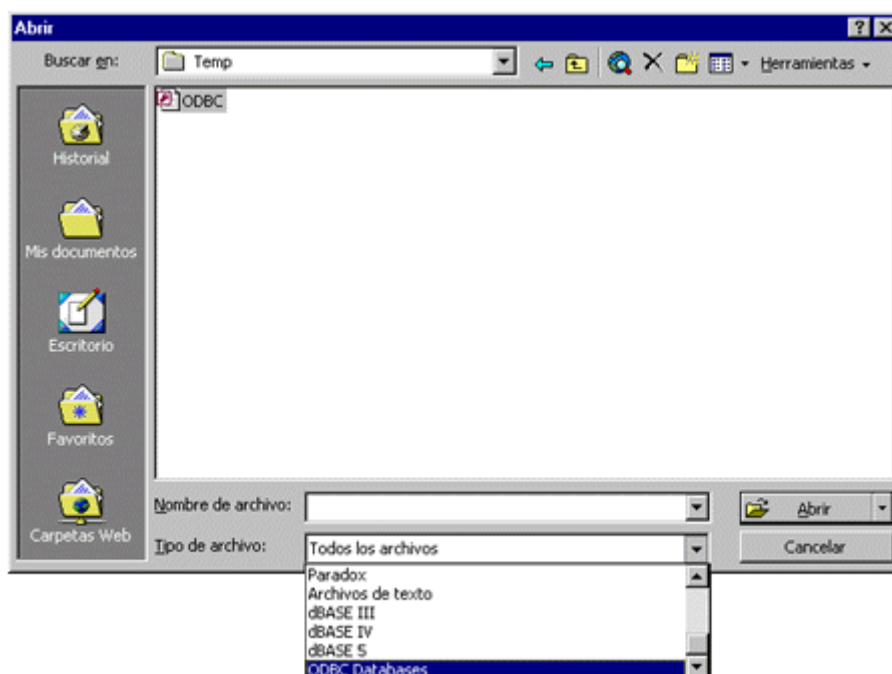 Abrir
Buscar en: Temp Herramientas
ODBC
Historial
Mis documentos
Escritorio
Favoritos
Carpetas Web
Nombre de archivo: Abrir
Tipo de archivo: Todos los archivos Cancelar
Paradox
Archivos de texto
dBASE III
dBASE IV
dBASE 5
ODBC Databases